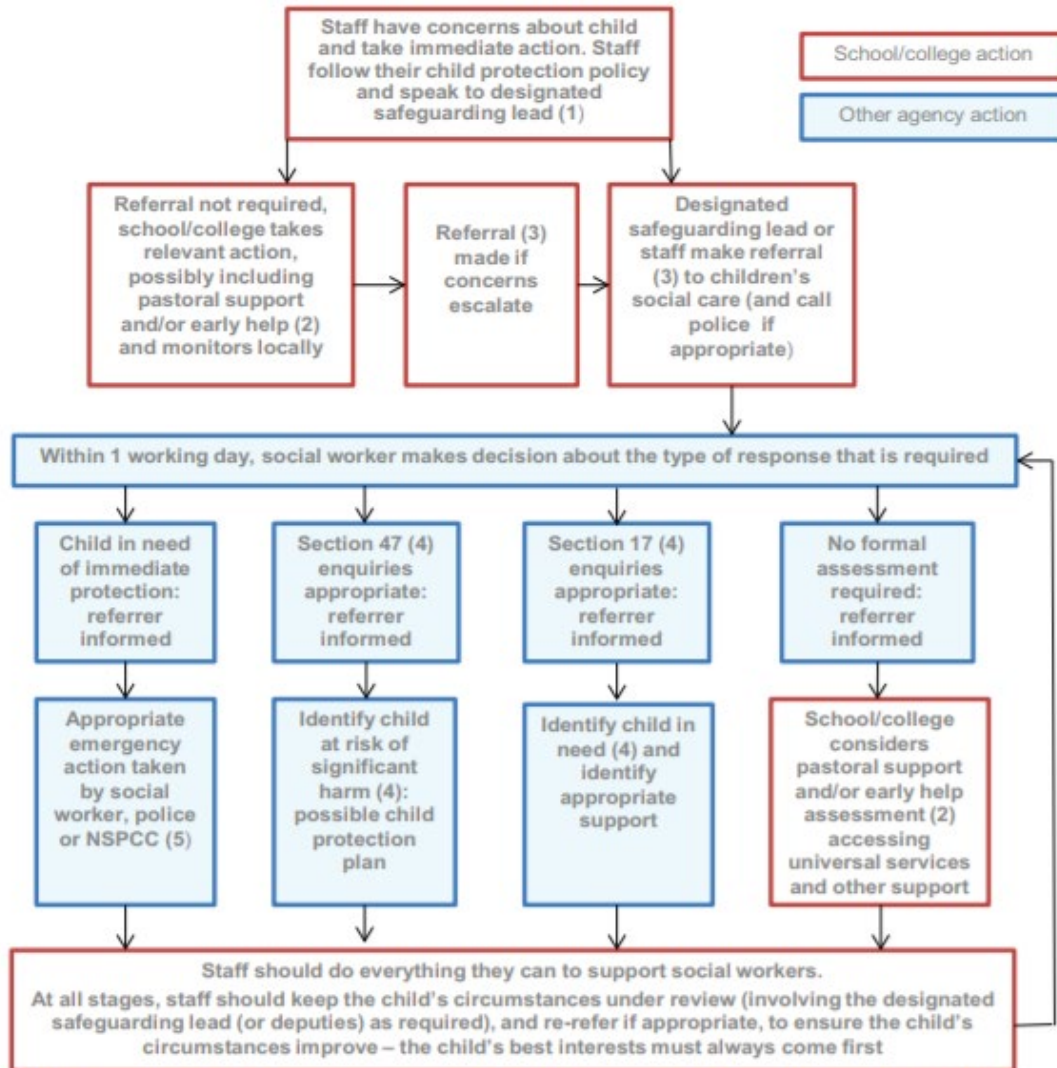 Staff have concerns about child
and take immediate action. Staff
follow their child protection policy
and speak to designated
safeguarding lead (1)
School/college action
Other agency action
Referral not required,
school/college takes
relevant action,
possibly including
pastoral support
and/or early help (2)
and monitors locally
Referral (3)
made if
concerns
escalate
Designated
safeguarding lead or
staff make referral
(3) to children's
social care (and call
police if
appropriate)
Within 1 working day, social worker makes decision about the type of response that is required
Child in need
of immediate
protection:
referrer
informed
Section 47 (4)
enquiries
appropriate:
referrer
informed
Section 17 (4)
enquiries
appropriate:
referrer
informed
No formal
assessment
required:
referrer
informed
Appropriate
emergency
action taken
by social
worker, police
or NSPCC (5)
Identify child
at risk of
significant
harm (4):
possible child
protection
plan
Identify child in
need (4) and
identify
appropriate
support
School/college
considers
pastoral support
and/or early help
assessment (2)
accessing
universal services
and other support
Staff should do everything they can to support social workers.
At all stages, staff should keep the child's circumstances under review (involving the designated
safeguarding lead (or deputies) as required), and re-refer if appropriate, to ensure the child's
circumstances improve – the child's best interests must always come first